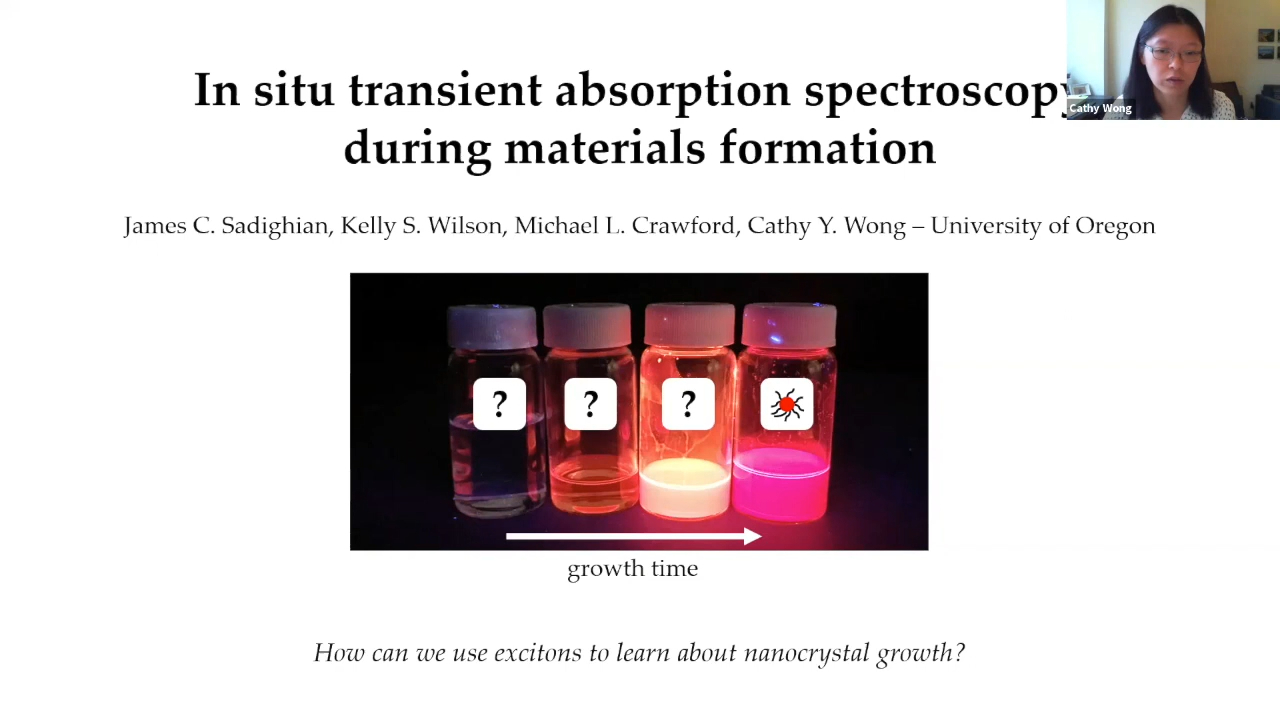 In situ transient absorption spectroscopy
during materials formation
Cathy Wong
James C. Sadighian, Kelly S. Wilson, Michael L. Crawford, Cathy Y. Wong – University of Oregon
? ? ?
growth time
How can we use excitons to learn about nanocrystal growth?